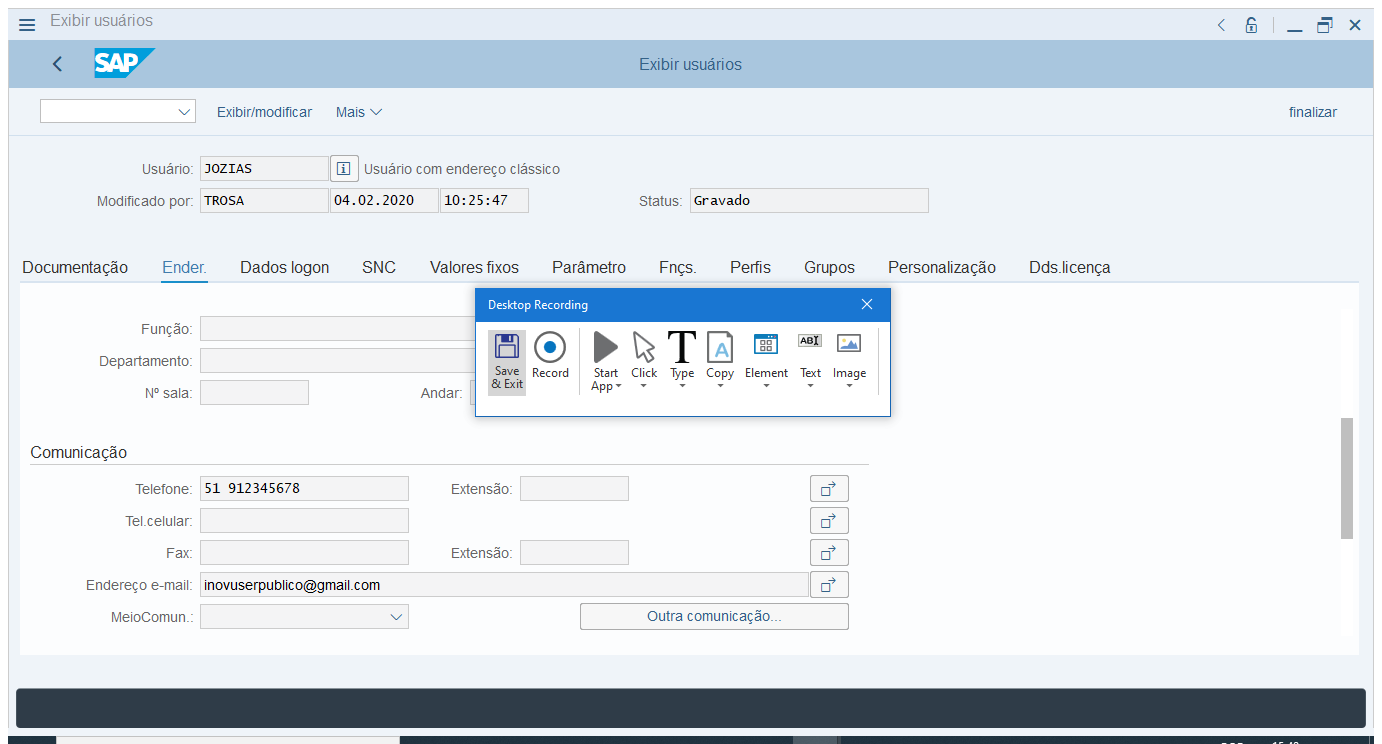 Exibir usuários
SAP
Exibir usuários
Exibir/modificar Mais finalizar
Usuário: JOZIAS Usuário com endereço clássico
Modificado por: TROSA 04.02.2020 10:25:47 Status: Gravado
Documentação Ender. Dados logon SNC Valores fixos Parâmetro Fnçs. Perfis Grupos Personalização Dds.licença
Desktop Recording
Save & Exit Record Start App Click Type Copy Element Text Image
Função:
Departamento:
Nº sala: Andar:
Comunicação
Telefone: 51 912345678 Extensão:
Tel.celular:
Fax: Extensão:
Endereço e-mail: inovuserpublico@gmail.com
MeioComun.: Outra comunicação...